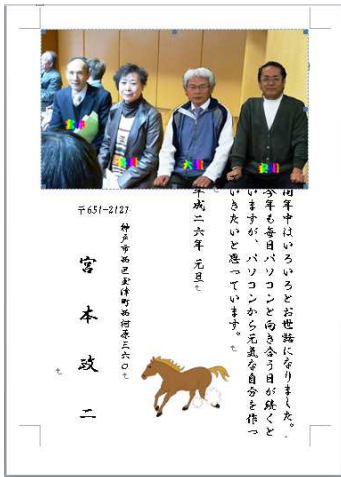 旧年中はいろいろとお世話になりました。
今年も毎日パソコンと向き合う日が続くと
いますが、パソコンから元気な自分を作っ
いきたいと思っています。
平成二六年 元旦
〒651-2127
神戸市西区玉津町西河原三六〇
宮本政二